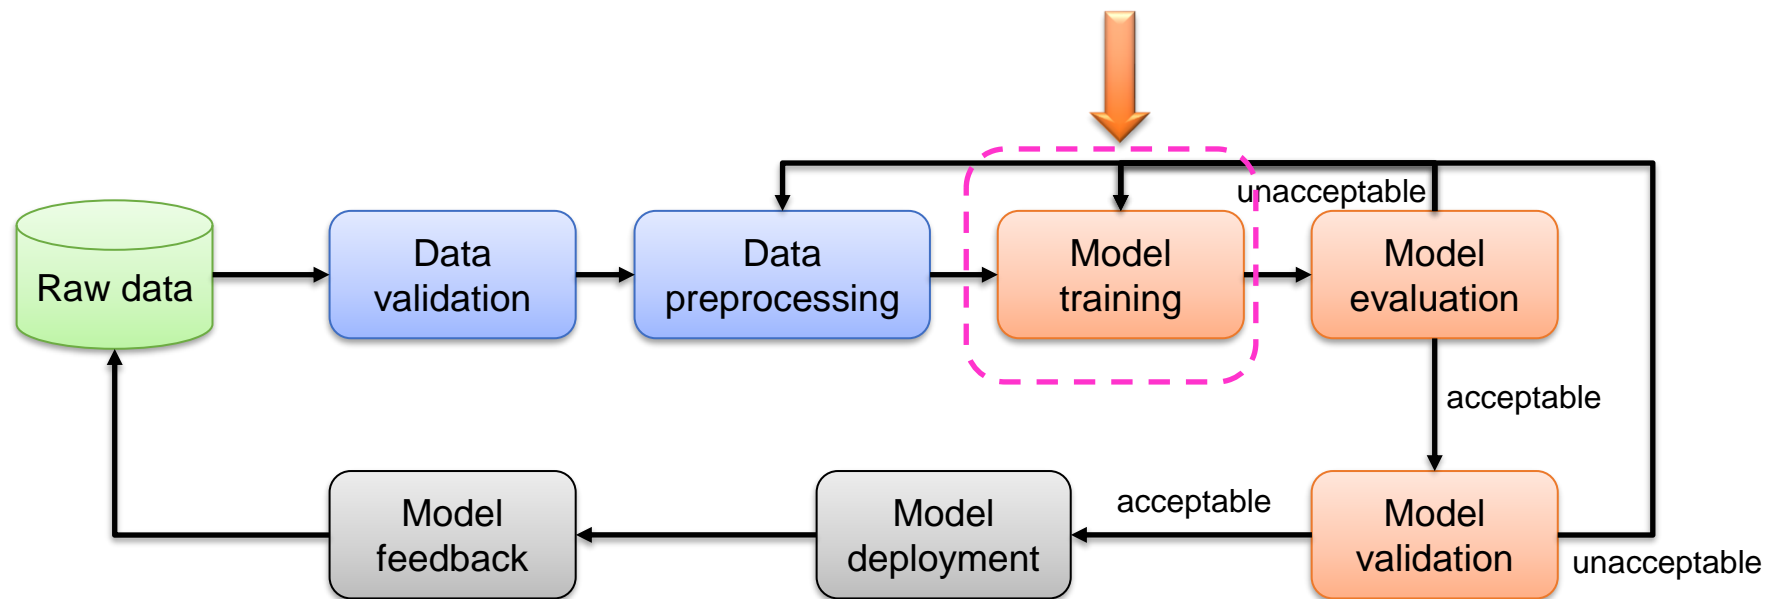 unacceptable
Raw data
Data
validation
Data
preprocessing
Model
training
Model
evaluation
acceptable
Model
feedback
Model
deployment
acceptable
Model
validation
unacceptable